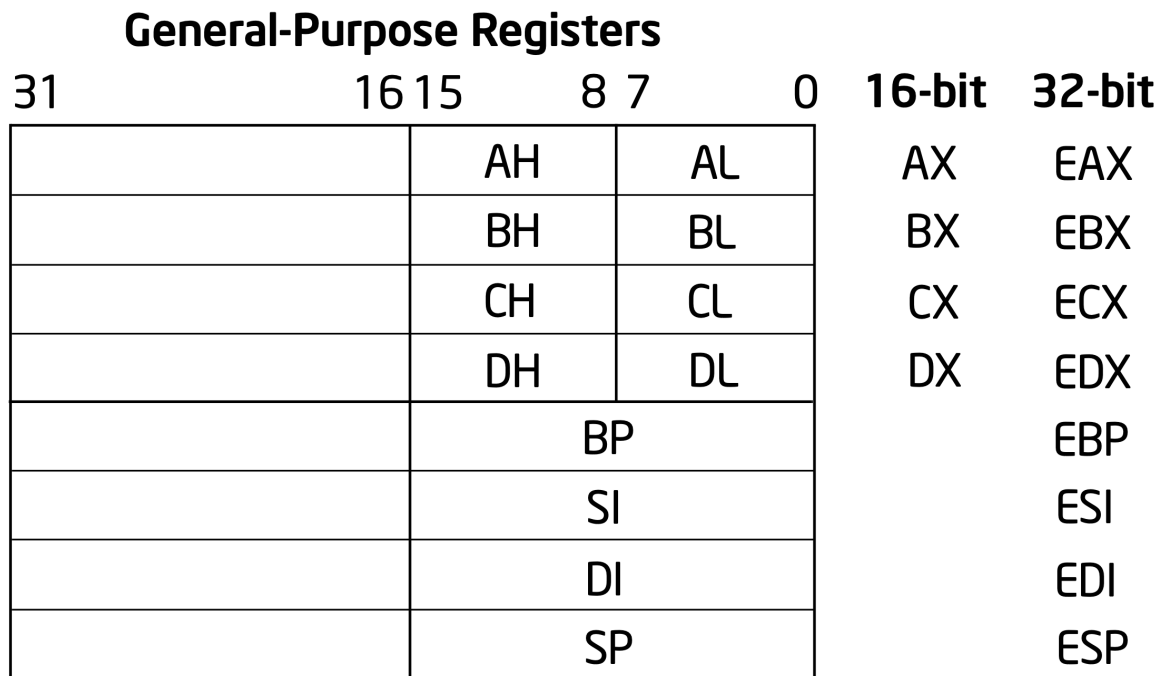 General-Purpose Registers
31 16 15 8 7 0 16-bit 32-bit
AH AL AX EAX
BH BL BX EBX
CH CL CX ECX
DH DL DX EDX
BP EBP
SI ESI
DI EDI
SP ESP